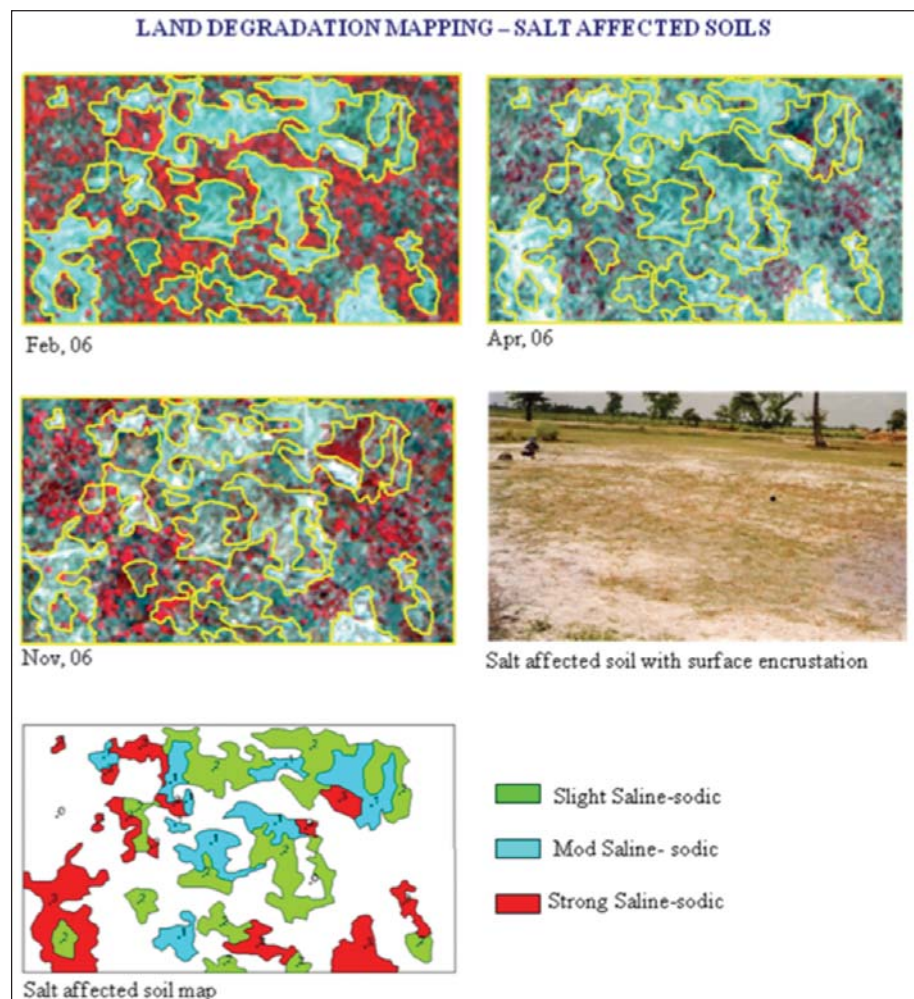 LAND DEGRADATION MAPPING – SALT AFFECTED SOILS
Feb, 06
Apr, 06
Nov, 06
Salt affected soil with surface encrustation
Slight Saline-sodic
Mod Saline- sodic
Strong Saline-sodic
Salt affected soil map